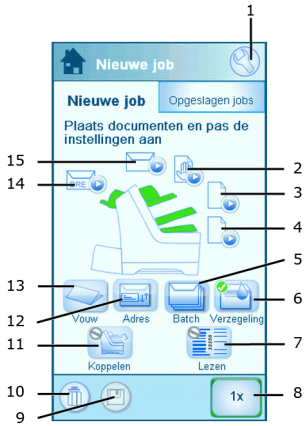 1
Nieuwe job
Nieuwe job
Opgeslagen jobs
Plaats documenten en pas de
instellingen aan
15
2
14
BRE
3
4
5
13
Vouw
Adres
Batch
Verzegeling
6
12
11
Koppelen
Lezen
7
10
9
1x
8